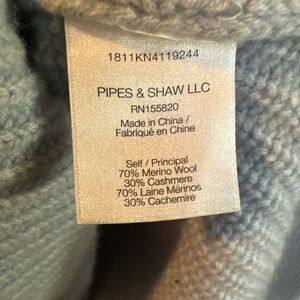 1811KN4119244
PIPES & SHAW LLC
RN155820
Made in China /
Fabriqué en Chine
Self / Principal
70% Merino Wool
30% Cashmere
70% Laine Mérinos
30% Cachemire